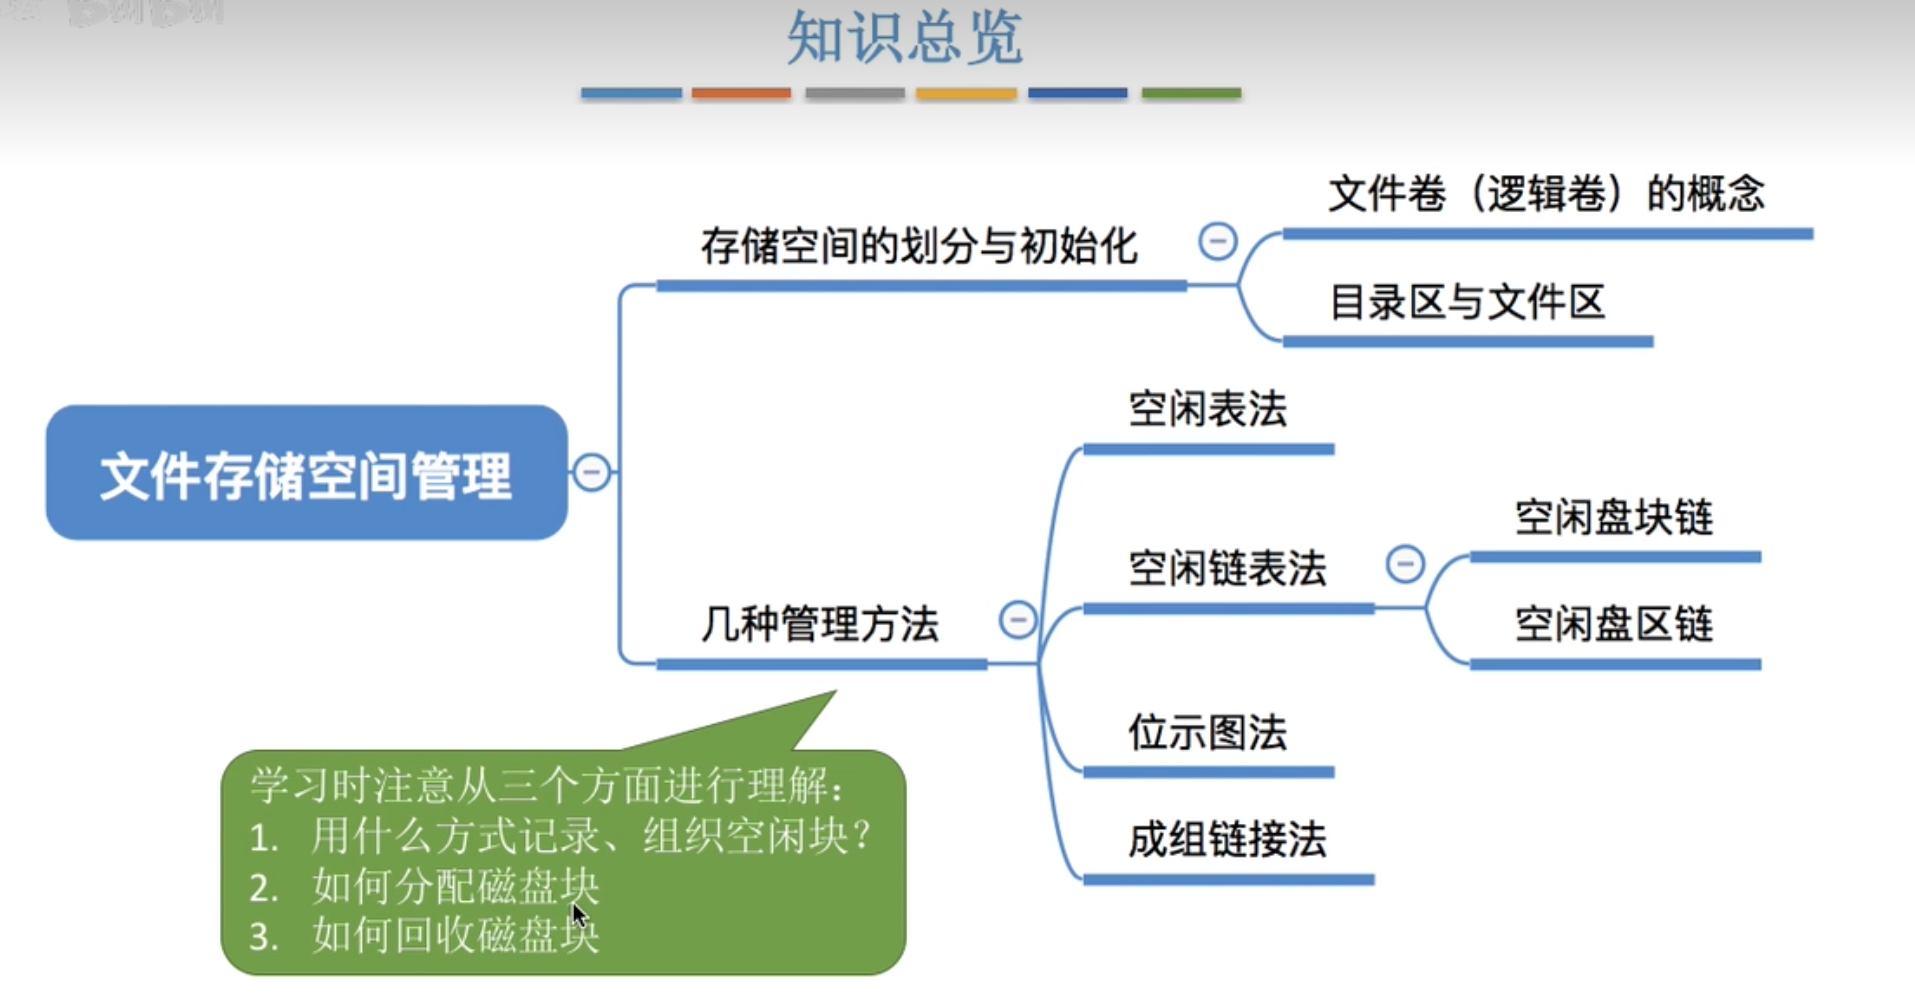 知识总览
文件卷（逻辑卷）的概念
存储空间的划分与初始化
目录区与文件区
空闲表法
文件存储空间管理
空闲盘块链
空闲链表法
空闲盘区链
几种管理方法
位示图法
成组链接法
学习时注意从三个方面进行理解：
1. 用什么方式记录、组织空闲块？
2. 如何分配磁盘块
3. 如何回收磁盘块